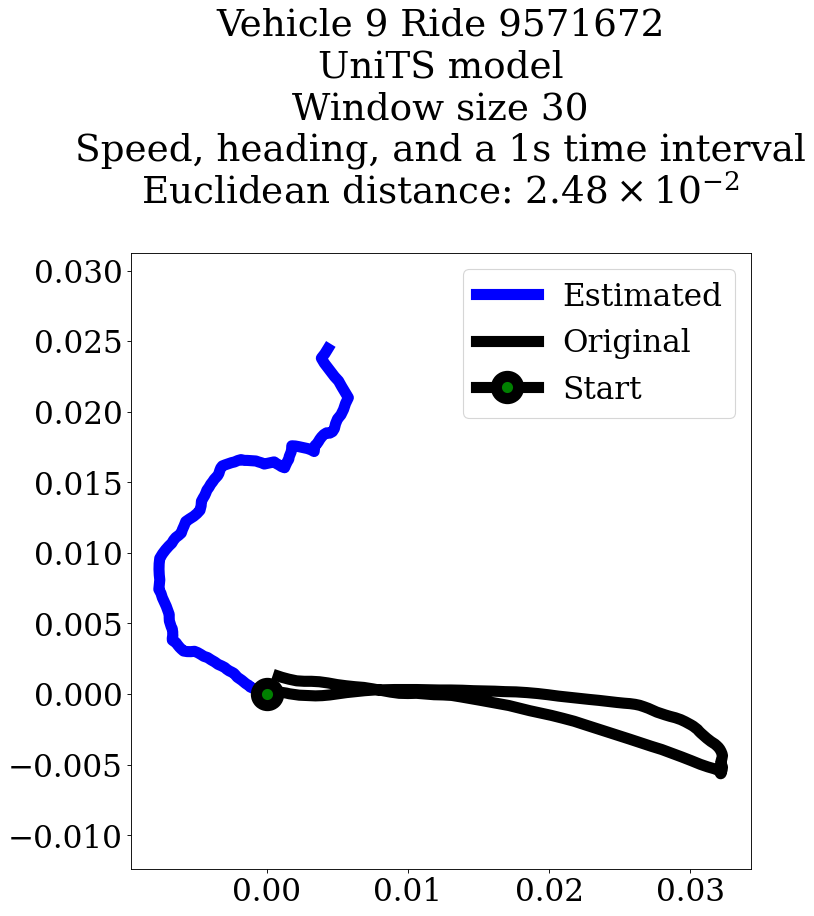 Vehicle 9 Ride 9571672
UniTS model
Window size 30
Speed, heading, and a 1s time interval
Euclidean distance: 2.48 × 10⁻²
Estimated
Original
Start
0.030
0.025
0.020
0.015
0.010
0.005
0.000
−0.005
−0.010
0.00 0.01 0.02 0.03